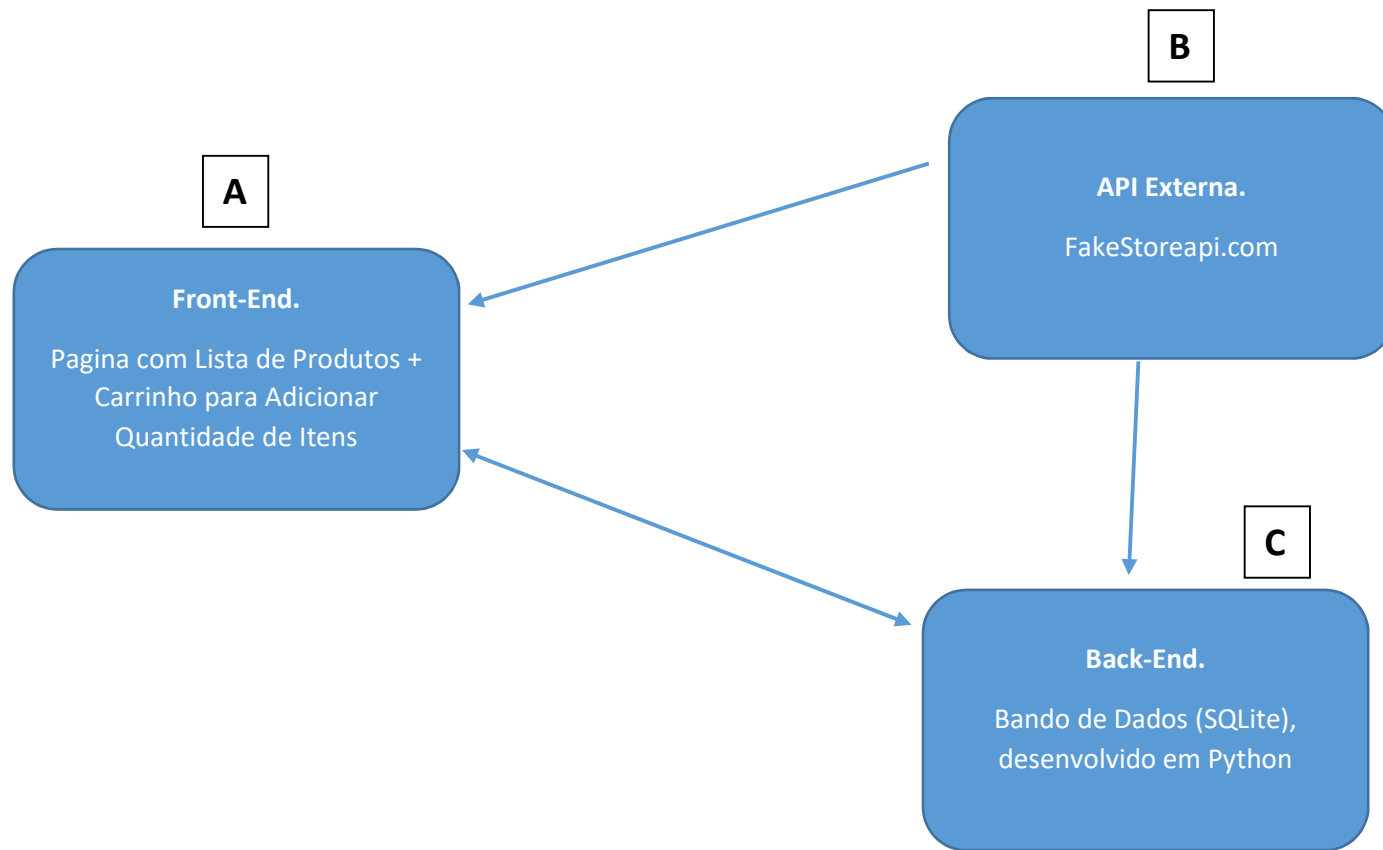 B
API Externa.
FakeStoreapi.com
A
Front-End.
Pagina com Lista de Produtos +
Carrinho para Adicionar
Quantidade de Itens
C
Back-End.
Bando de Dados (SQLite),
desenvolvido em Python